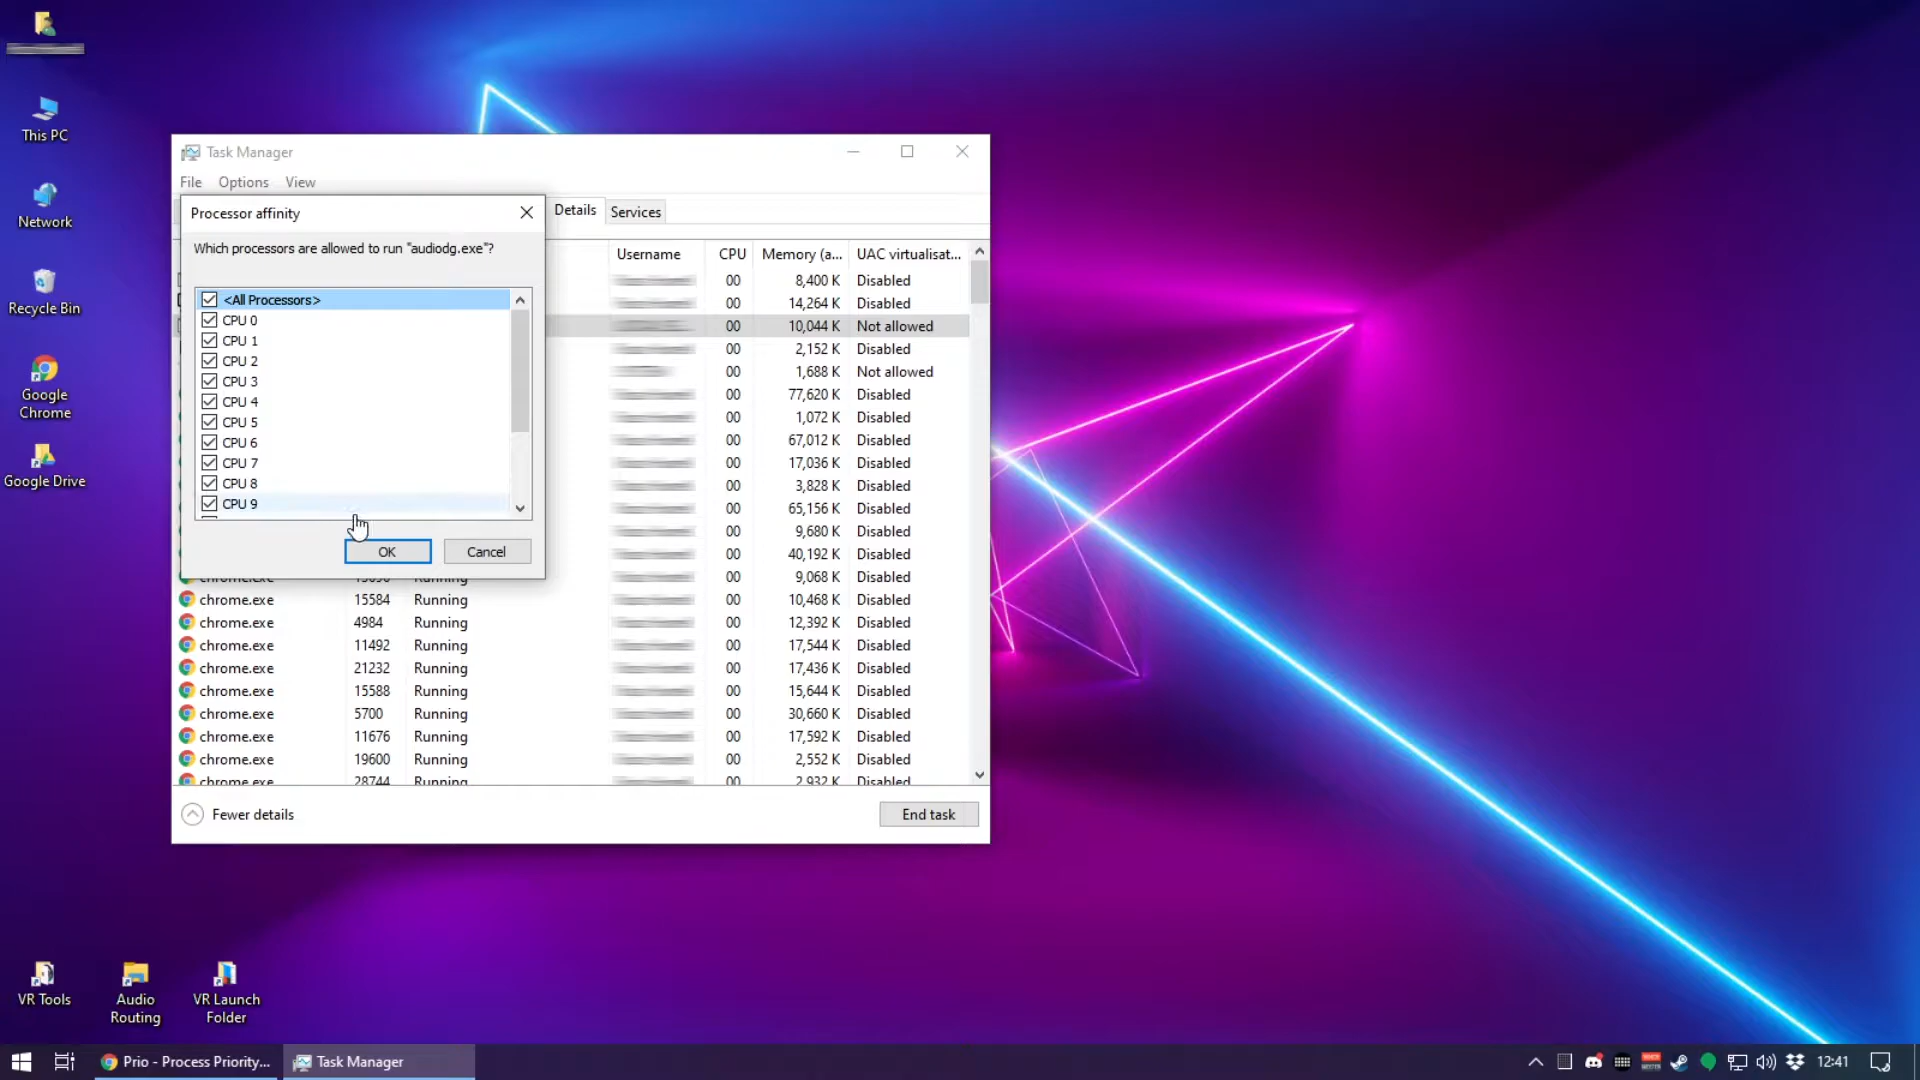 This PC
Network
Recycle Bin
Google
Chrome
Google Drive
Task Manager
File Options View
Processor affinity
Which processors are allowed to run "audiodg.exe"?
<All Processors>
CPU 0
CPU 1
CPU 2
CPU 3
CPU 4
CPU 5
CPU 6
CPU 7
CPU 8
CPU 9
OK Cancel
Details Services
Username CPU Memory (a... UAC virtualisat...
00 8,400 K Disabled
00 14,264 K Disabled
00 10,044 K Not allowed
00 2,152 K Disabled
00 1,688 K Not allowed
00 77,620 K Disabled
00 1,072 K Disabled
00 67,012 K Disabled
00 17,036 K Disabled
00 3,828 K Disabled
00 65,156 K Disabled
00 9,680 K Disabled
00 40,192 K Disabled
chrome.exe Running 00 9,068 K Disabled
chrome.exe 15584 Running 00 10,468 K Disabled
chrome.exe 4984 Running 00 12,392 K Disabled
chrome.exe 11492 Running 00 17,544 K Disabled
chrome.exe 21232 Running 00 17,436 K Disabled
chrome.exe 15588 Running 00 15,644 K Disabled
chrome.exe 5700 Running 00 30,660 K Disabled
chrome.exe 11676 Running 00 17,592 K Disabled
chrome.exe 19600 Running 00 2,552 K Disabled
chrome.exe 28744 Running 00 2,932 K Disabled
Fewer details End task
VR Tools
Audio
Routing
VR Launch
Folder
Prio - Process Priority... Task Manager 12:41